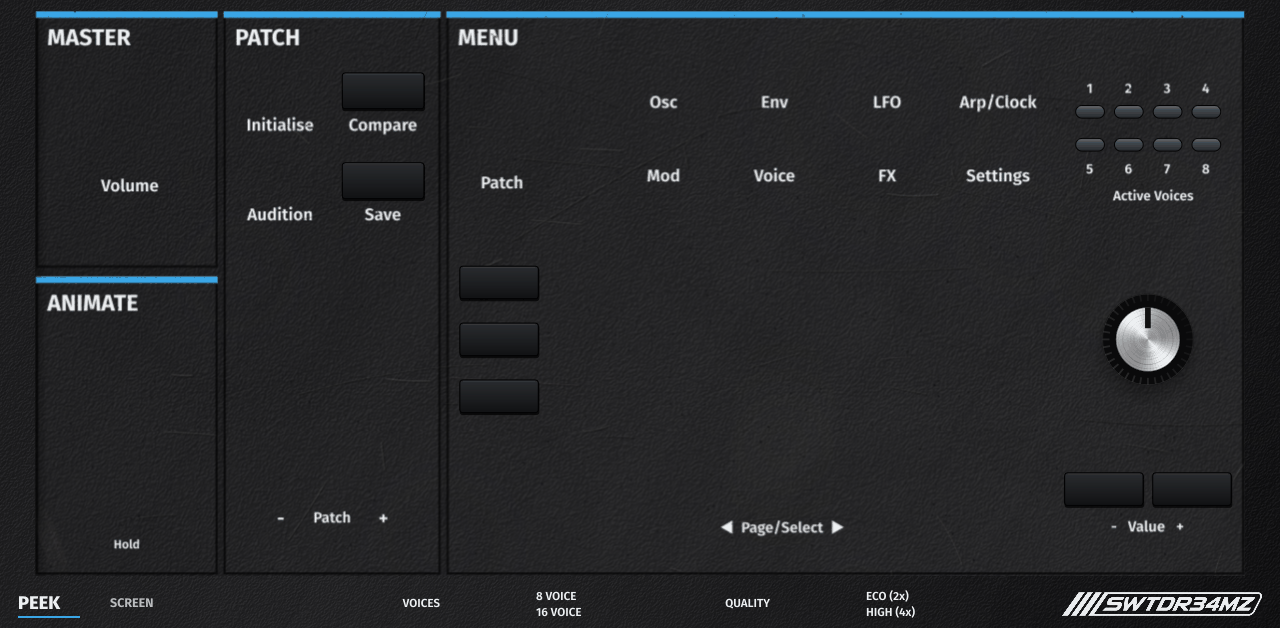 MASTER
PATCH
MENU
Initialise
Compare
Osc
Env
LFO
Arp/Clock
1 2 3 4
Volume
Patch
Mod
Voice
FX
Settings
5 6 7 8
Active Voices
Audition
Save
ANIMATE
- Patch +
◀ Page/Select ▶
- Value +
Hold
PEEK
SCREEN
VOICES
8 VOICE
16 VOICE
QUALITY
ECO (2x)
HIGH (4x)
SWTDR34MZ